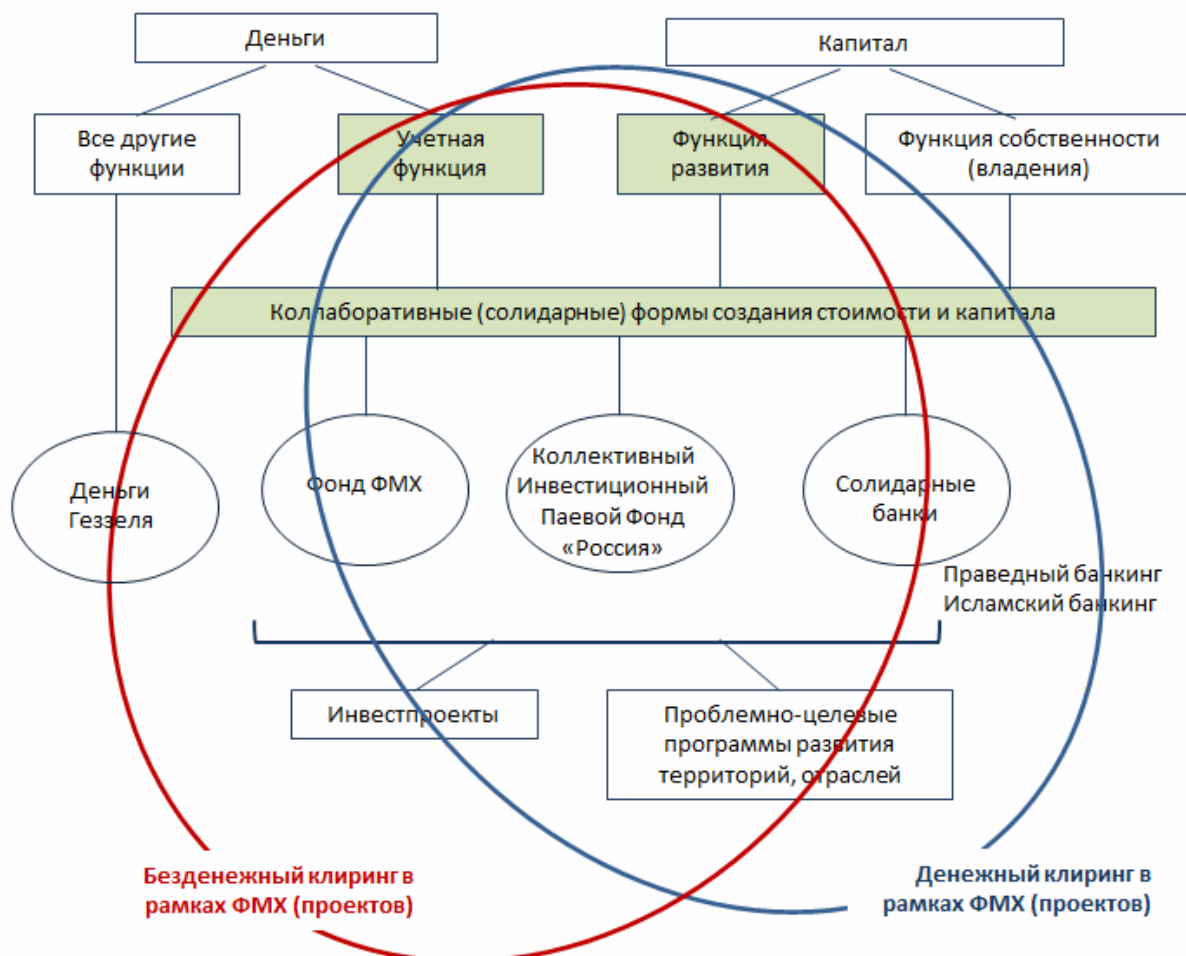 Деньги
Капитал
Все другие
функции
Учетная
функция
Функция
развития
Функция собственности
(владения)
Коллаборативные (солидарные) формы создания стоимости и капитала
Деньги
Геззеля
Фонд ФМХ
Коллективный
Инвестиционный
Паевой Фонд
«Россия»
Солидарные
банки
Праведный банкинг
Исламский банкинг
Инвестпроекты
Проблемно-целевые
программы развития
территорий, отраслей
Безденежный клиринг в
рамках ФМХ (проектов)
Денежный клиринг в
рамках ФМХ (проектов)